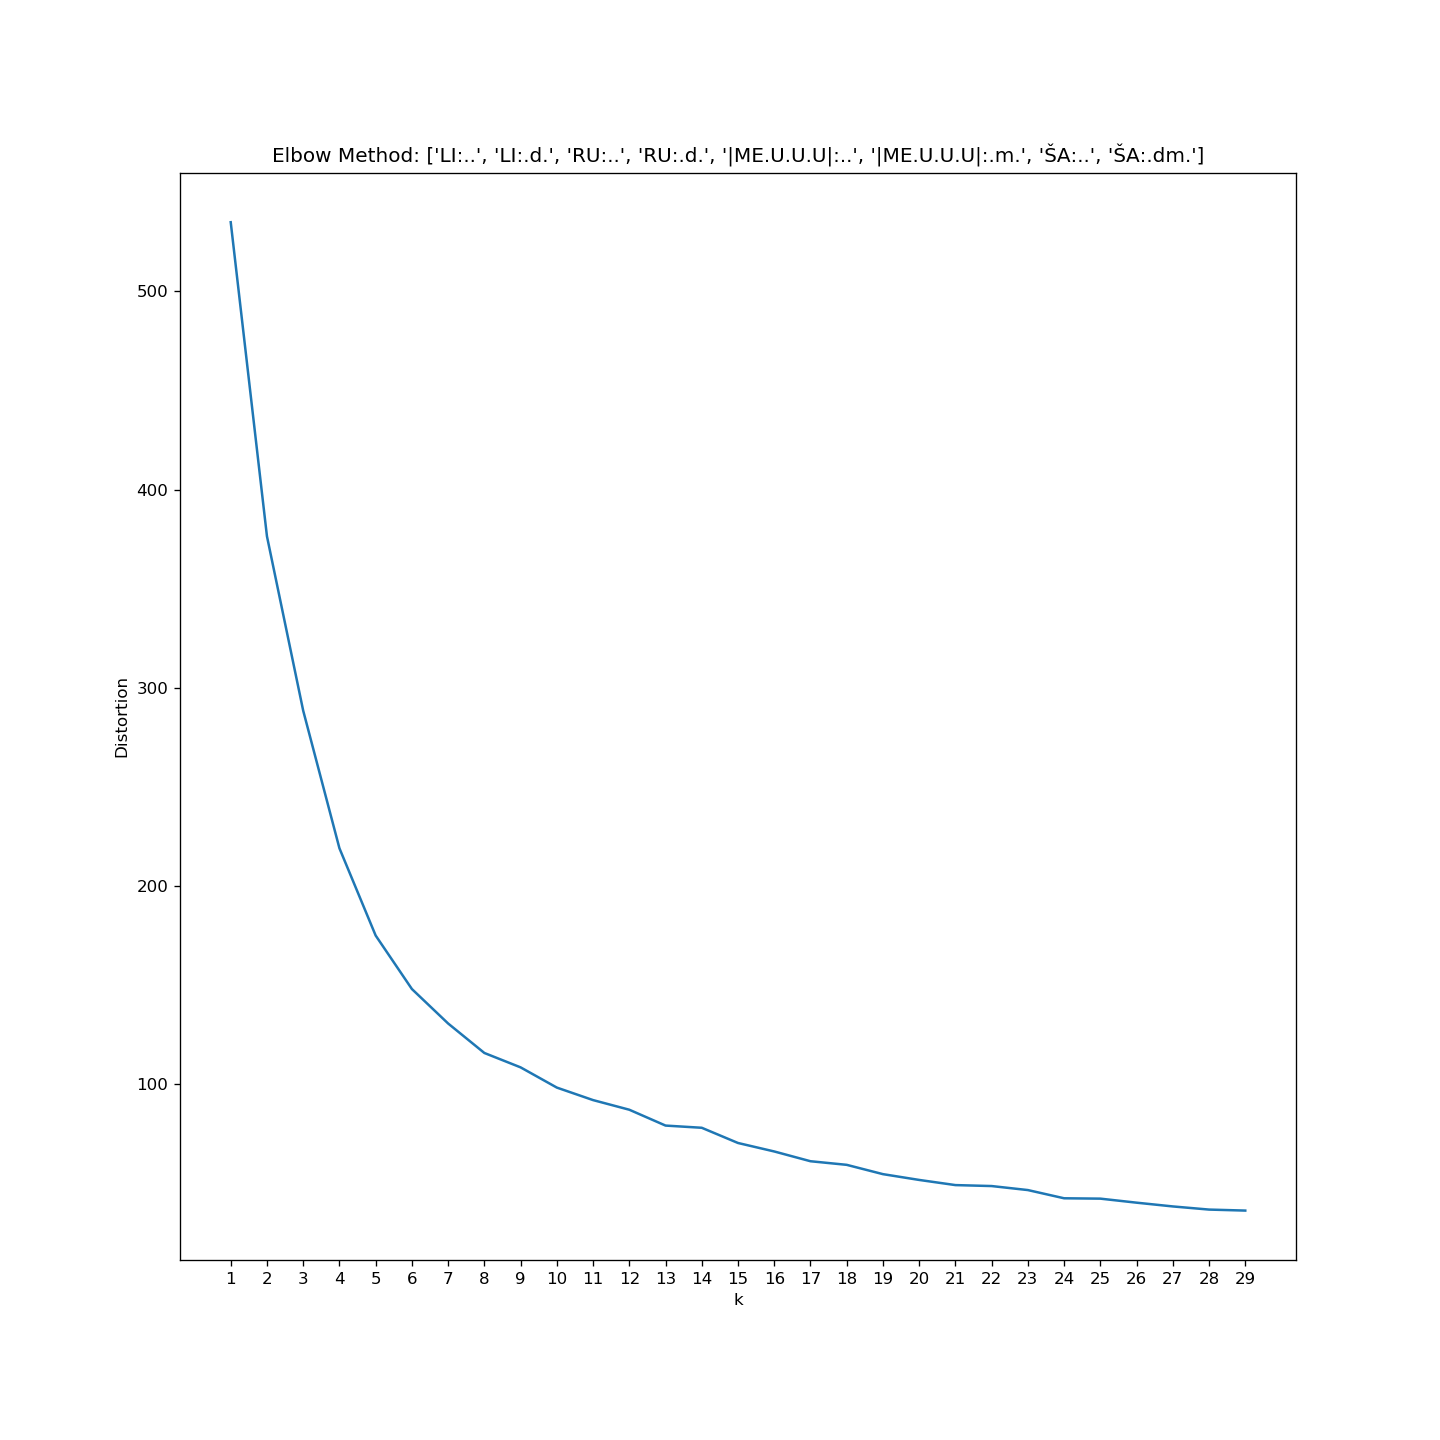 Elbow Method: ['LI:..', 'LI:.d.', 'RU:..', 'RU:.d.', '|ME.U.U.U|:..', '|ME.U.U.U|:.m.', 'ŠA:..', 'ŠA:.dm.']
500
400
300
200
100
Distortion
1 2 3 4 5 6 7 8 9 10 11 12 13 14 15 16 17 18 19 20 21 22 23 24 25 26 27 28 29
k